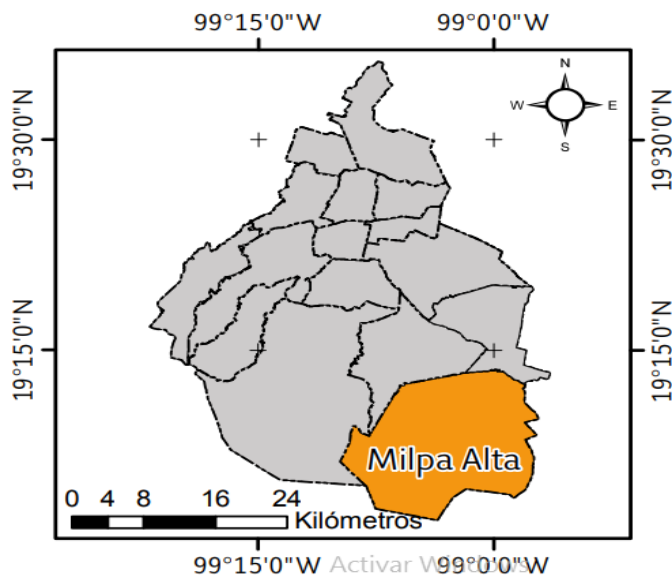 99°15'0"W 99°0'0"W
N
W E
S
19°30'0"N 19°30'0"N
19°15'0"N 19°15'0"N
Milpa Alta
0 4 8 16 24
Kilómetros
99°15'0"W 99°0'0"W
Activar Windows